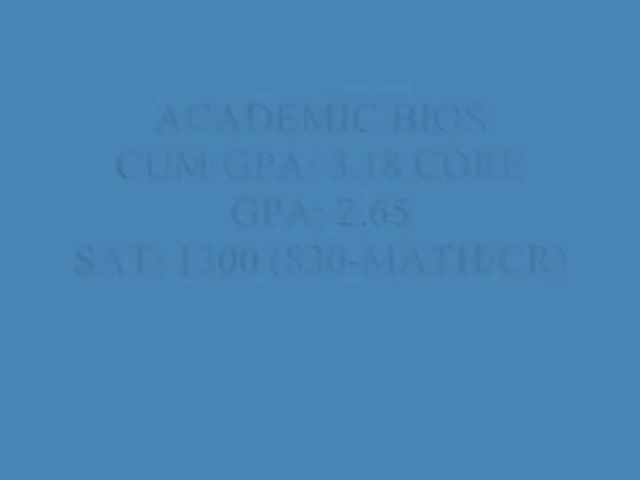 ACADEMIC BIOS
CUM GPA: 3.18 CORE
GPA: 2.65
SAT: 1300 (830-MATH/CR)